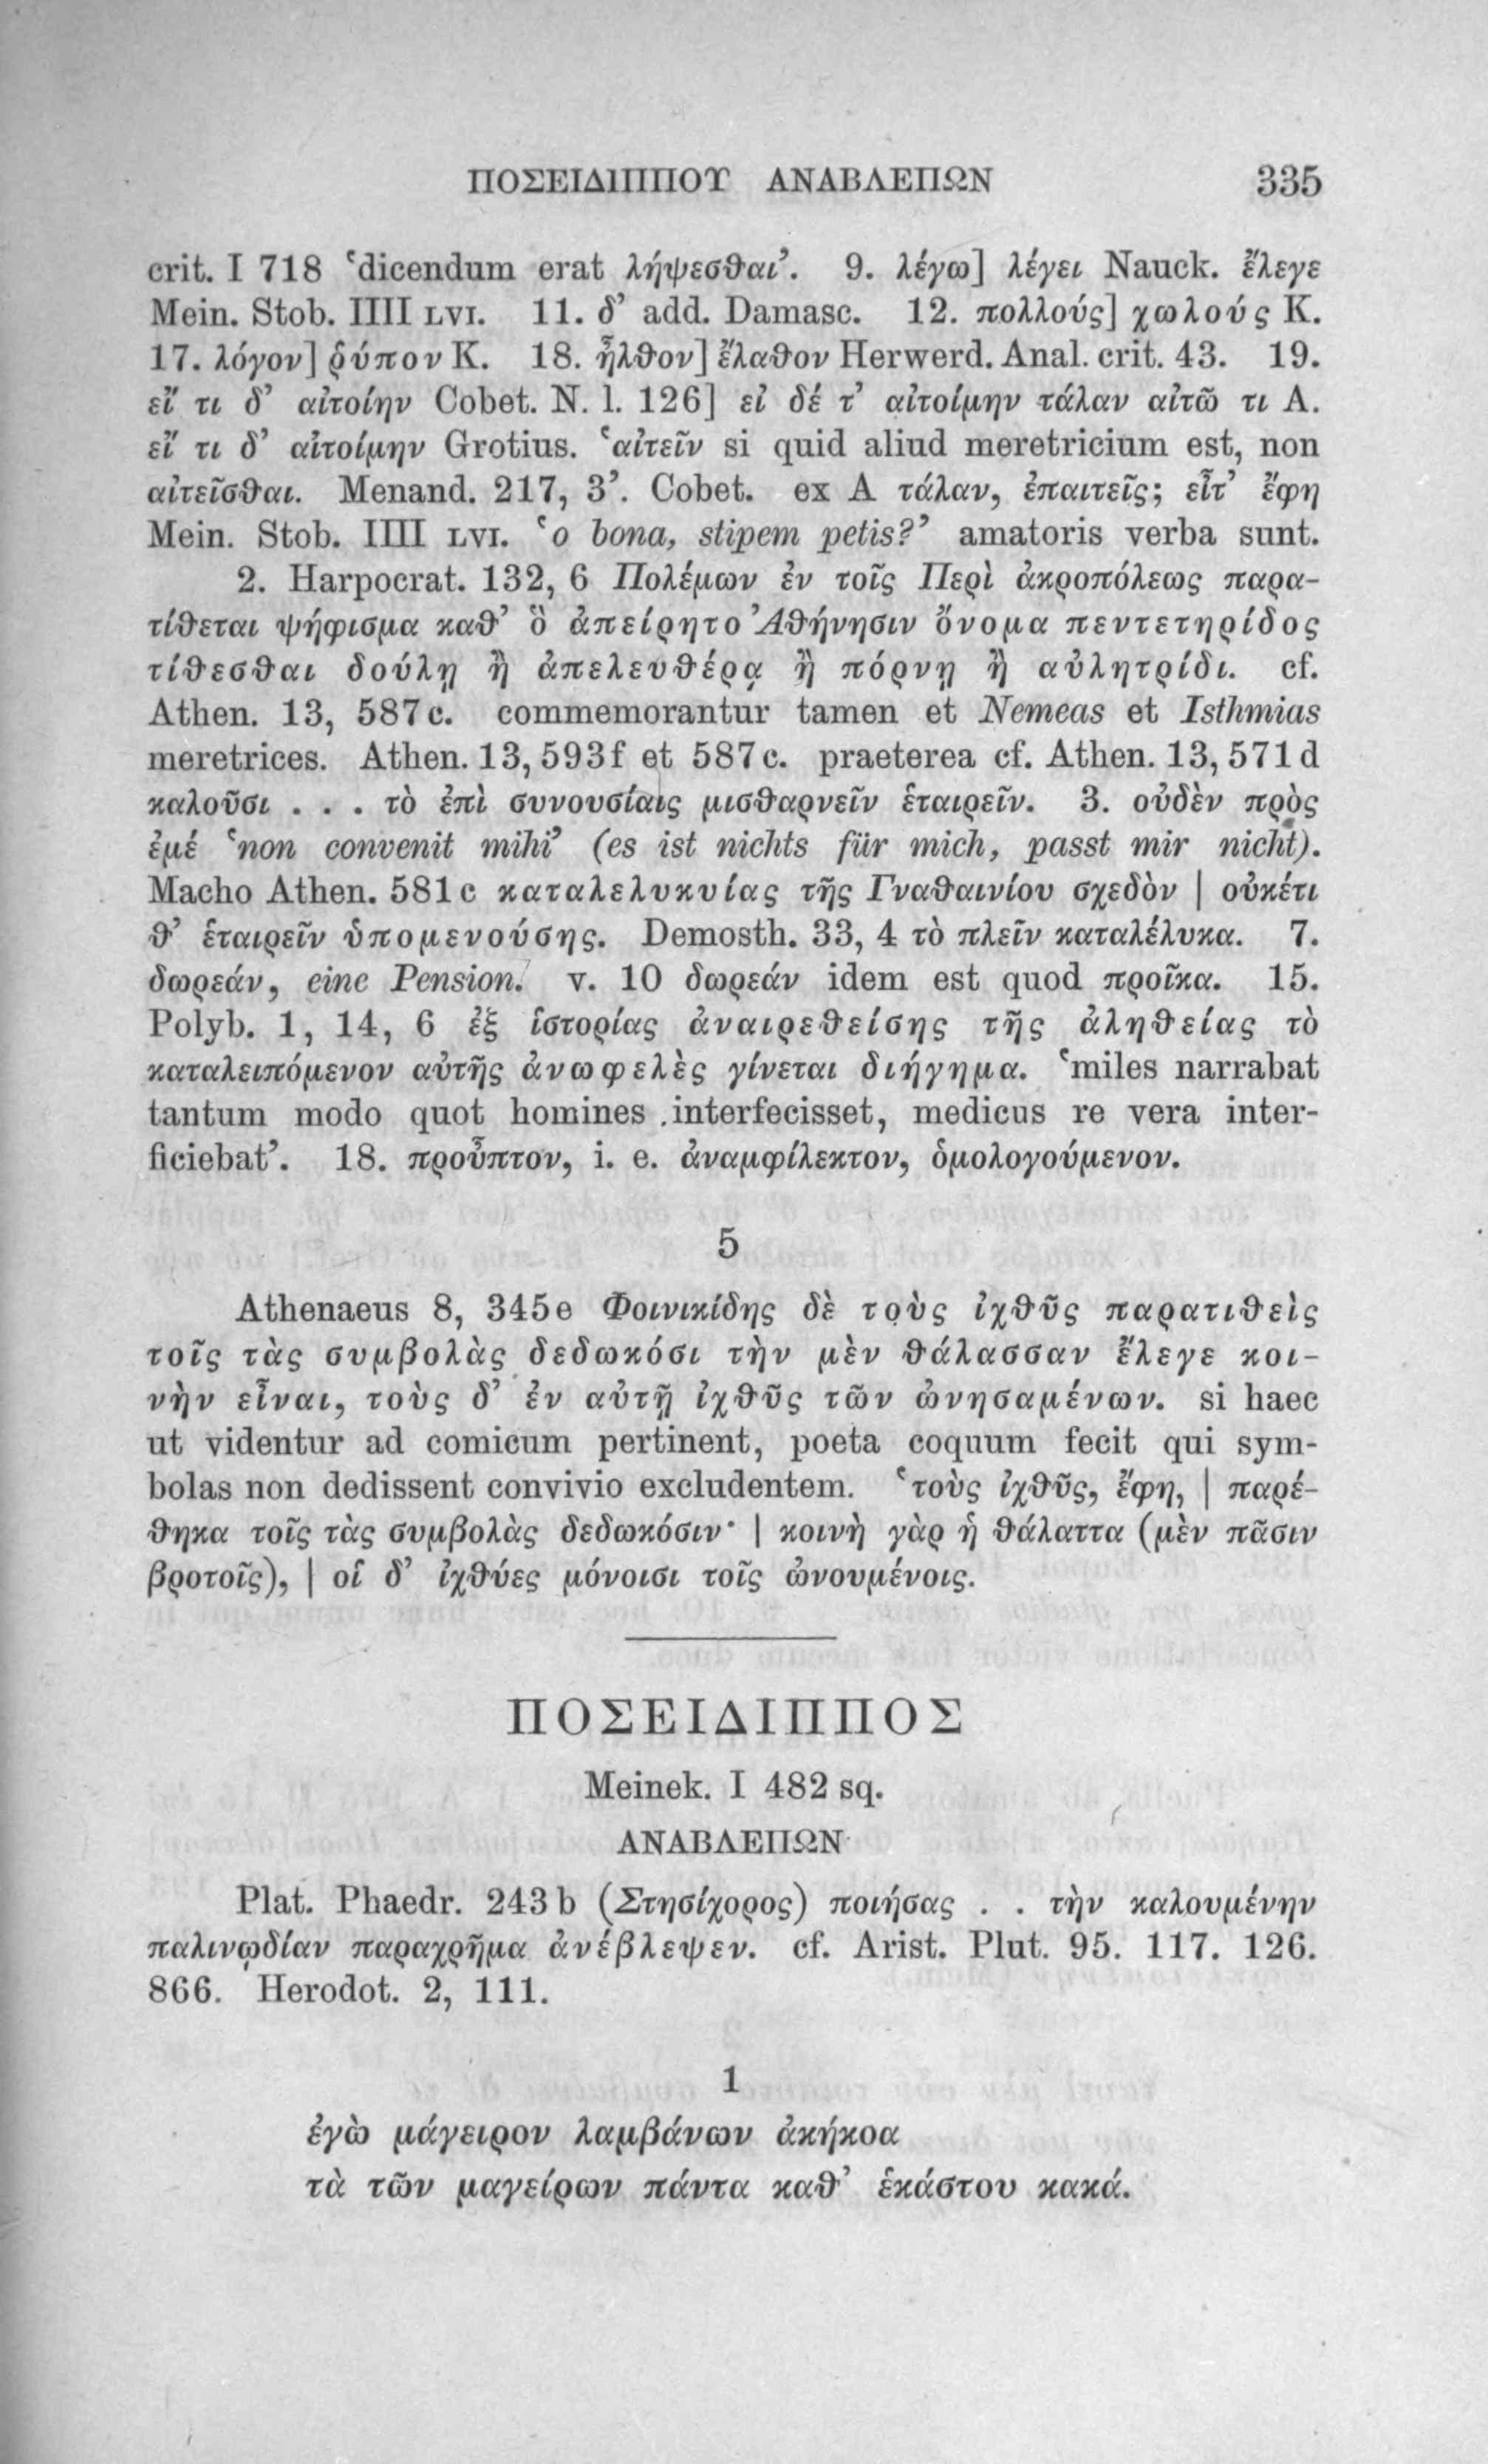 ΠΟΣΕΙΔΙΠΠΟΥ ΑΝΑΒΛΕΠΩΝ 335
crit. I 718 ‘dicendum erat λήψεσθαι’. 9. λέγω] λέγει Nauck. ἔλεγε
Mein. Stob. IIII LVI. 11. δ’ add. Damasc. 12. πολλούς] χωλούς K.
17. λόγον] ῥύπον K. 18. ἦλθον] ἔλαθον Herwerd. Anal. crit. 43. 19.
εἴ τι δ’ αἰτοίην Cobet. N. l. 126] εἰ δέ τ’ αἰτοίμην τάλαν αἰτῶ τι A.
εἴ τι δ’ αἰτοίμην Grotius. ‘αἰτεῖν si quid aliud meretricium est, non
αἰτεῖσθαι. Menand. 217, 3’. Cobet. ex A τάλαν, ἐπαιτεῖς; εἶτ’ ἔφη
Mein. Stob. IIII LVI. ‘o bona, stipem petis?’ amatoris verba sunt.
2. Harpocrat. 132, 6 Πολέμων ἐν τοῖς Περὶ ἀκροπόλεως παρα-
τίθεται ψήφισμα καθ’ ὃ ἀπείρητο Ἀθήνησιν ὄνομα πεντετηρίδος
τίθεσθαι δούλῃ ἢ ἀπελευθέρᾳ ἢ πόρνῃ ἢ αὐλητρίδι. cf.
Athen. 13, 587c. commemorantur tamen et Nemeas et Isthmias
meretrices. Athen. 13, 593f et 587c. praeterea cf. Athen. 13, 571d
καλοῦσι . . . τὸ ἐπὶ συνουσίαις μισθαρνεῖν ἑταιρεῖν. 3. οὐδὲν πρὸς
ἐμέ ‘non convenit mihi’ (es ist nichts für mich, passt mir nicht).
Macho Athen. 581c καταλελυκυίας τῆς Γναθαινίου σχεδὸν | οὐκέτι
θ’ ἑταιρεῖν ὑπομενούσης. Demosth. 33, 4 τὸ πλεῖν καταλέλυκα. 7.
δωρεάν, eine Pension. v. 10 δωρεάν idem est quod προῖκα. 15.
Polyb. 1, 14, 6 ἐξ ἱστορίας ἀναιρεθείσης τῆς ἀληθείας τὸ
καταλειπόμενον αὐτῆς ἀνωφελὲς γίνεται διήγημα. ‘miles narrabat
tantum modo quot homines interfecisset, medicus re vera inter-
ficiebat’. 18. προὖπτον, i. e. ἀναμφίλεκτον, ὁμολογούμενον.
5
Athenaeus 8, 345e Φοινικίδης δὲ τοὺς ἰχθῦς παρατιθεὶς
τοῖς τὰς συμβολὰς δεδωκόσι τὴν μὲν θάλασσαν ἔλεγε κοι-
νὴν εἶναι, τοὺς δ’ ἐν αὐτῇ ἰχθῦς τῶν ὠνησαμένων. si haec
ut videntur ad comicum pertinent, poeta coquum fecit qui sym-
bolas non dedissent convivio excludentem. ‘τοὺς ἰχθῦς, ἔφη, | παρέ-
θηκα τοῖς τὰς συμβολὰς δεδωκόσιν· | κοινὴ γὰρ ἡ θάλαττα (μὲν πᾶσιν
βροτοῖς), | οἱ δ’ ἰχθύες μόνοισι τοῖς ὠνουμένοις.
ΠΟΣΕΙΔΙΠΠΟΣ
Meinek. I 482 sq.
ΑΝΑΒΛΕΠΩΝ
Plat. Phaedr. 243b (Στησίχορος) ποιήσας . . τὴν καλουμένην
παλινῳδίαν παραχρῆμα ἀνέβλεψεν. cf. Arist. Plut. 95. 117. 126.
866. Herodot. 2, 111.
1
ἐγὼ μάγειρον λαμβάνων ἀκήκοα
τὰ τῶν μαγείρων πάντα καθ’ ἑκάστου κακά.